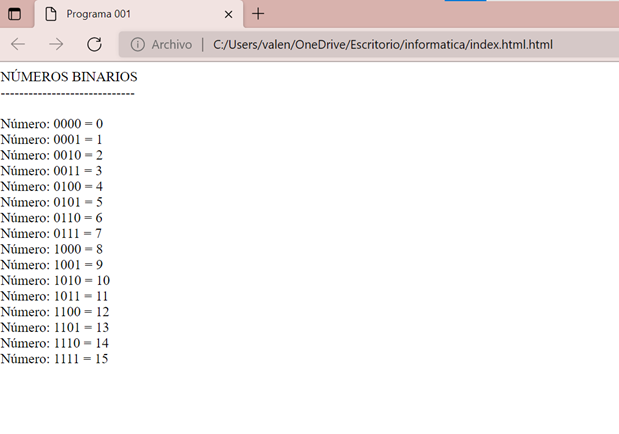 Programa 001
Archivo | C:/Users/valen/OneDrive/Escritorio/informatica/index.html.html
NÚMEROS BINARIOS
-----------------------------
Número: 0000 = 0
Número: 0001 = 1
Número: 0010 = 2
Número: 0011 = 3
Número: 0100 = 4
Número: 0101 = 5
Número: 0110 = 6
Número: 0111 = 7
Número: 1000 = 8
Número: 1001 = 9
Número: 1010 = 10
Número: 1011 = 11
Número: 1100 = 12
Número: 1101 = 13
Número: 1110 = 14
Número: 1111 = 15